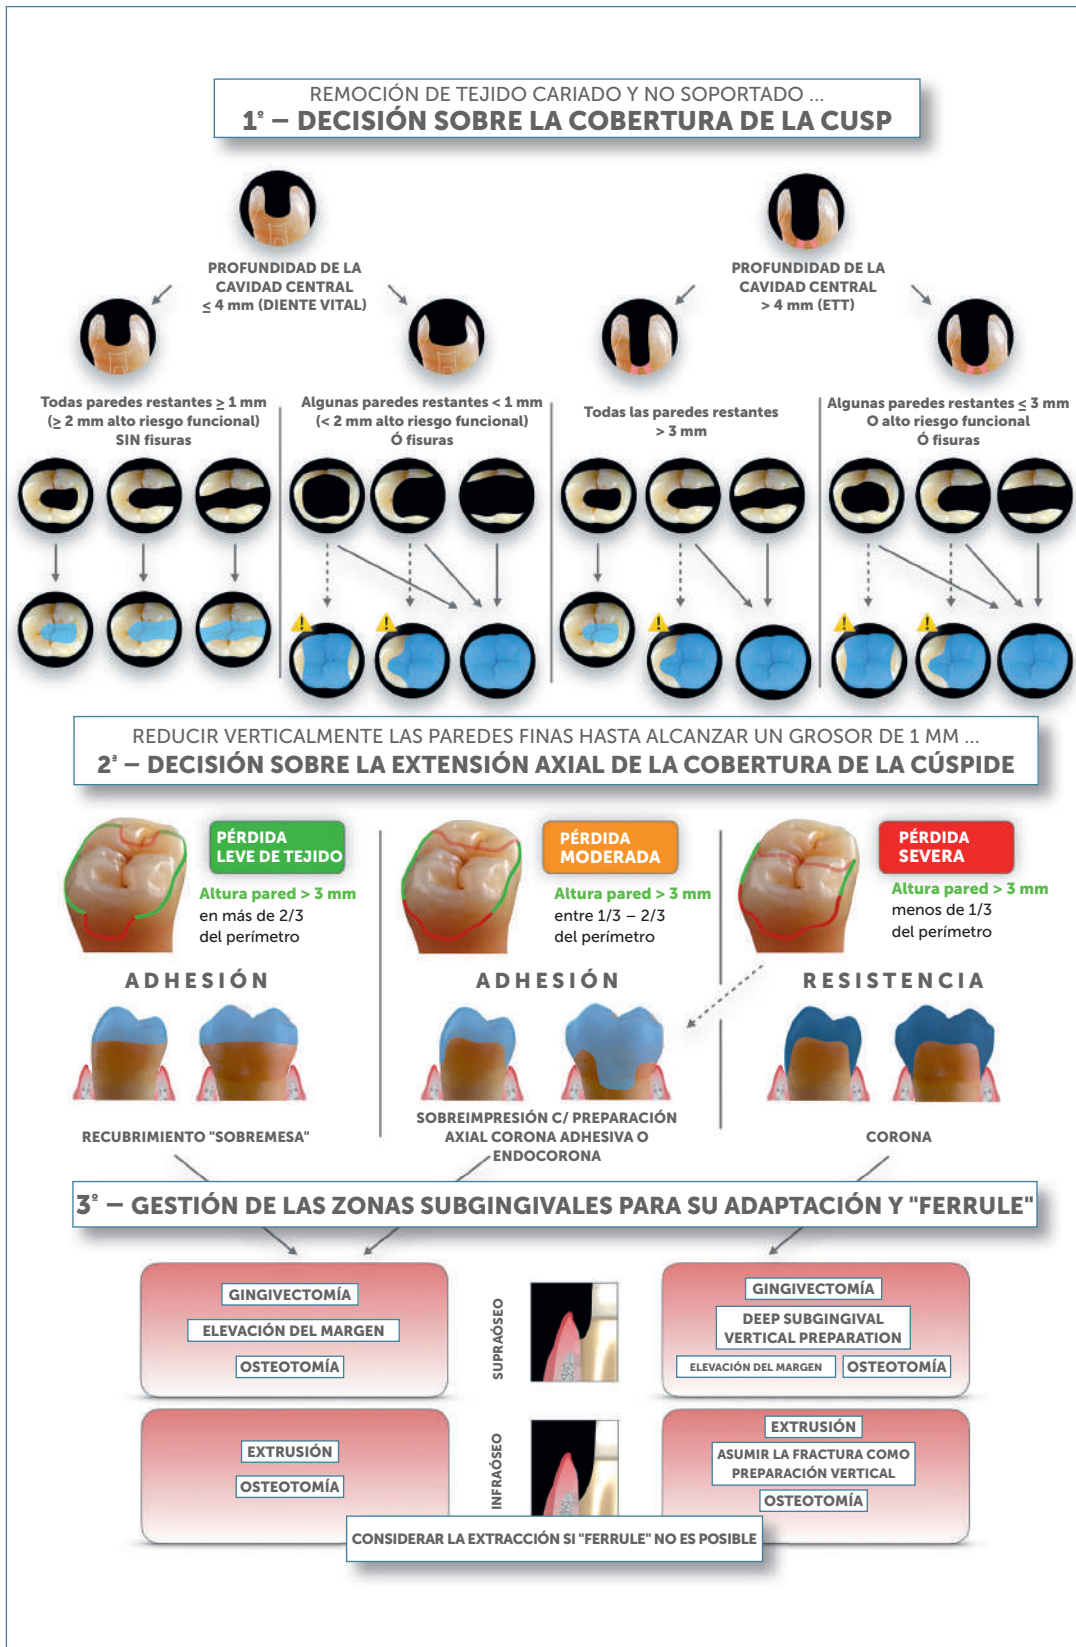 REMOCIÓN DE TEJIDO CARIADO Y NO SOPORTADO ...
1º – DECISIÓN SOBRE LA COBERTURA DE LA CUSP
PROFUNDIDAD DE LA
CAVIDAD CENTRAL
≤ 4 mm (DIENTE VITAL)
PROFUNDIDAD DE LA
CAVIDAD CENTRAL
> 4 mm (ETT)
Todas paredes restantes ≥ 1 mm
(≥ 2 mm alto riesgo funcional)
SIN fisuras
Algunas paredes restantes < 1 mm
(< 2 mm alto riesgo funcional)
Ó fisuras
Todas las paredes restantes
> 3 mm
Algunas paredes restantes ≤ 3 mm
O alto riesgo funcional
Ó fisuras
REDUCIR VERTICALMENTE LAS PAREDES FINAS HASTA ALCANZAR UN GROSOR DE 1 MM ...
2ª – DECISIÓN SOBRE LA EXTENSIÓN AXIAL DE LA COBERTURA DE LA CÚSPIDE
PÉRDIDA
LEVE DE TEJIDO
Altura pared > 3 mm
en más de 2/3
del perímetro
PÉRDIDA
MODERADA
Altura pared > 3 mm
entre 1/3 – 2/3
del perímetro
PÉRDIDA
SEVERA
Altura pared > 3 mm
menos de 1/3
del perímetro
ADHESIÓN
ADHESIÓN
RESISTENCIA
RECUBRIMIENTO "SOBREMESA"
SOBREIMPRESIÓN C/ PREPARACIÓN
AXIAL CORONA ADHESIVA O
ENDOCORONA
CORONA
3º – GESTIÓN DE LAS ZONAS SUBGINGIVALES PARA SU ADAPTACIÓN Y "FERRULE"
GINGIVECTOMÍA
ELEVACIÓN DEL MARGEN
OSTEOTOMÍA
SUPRAÓSEO
GINGIVECTOMÍA
DEEP SUBGINGIVAL
VERTICAL PREPARATION
ELEVACIÓN DEL MARGEN
OSTEOTOMÍA
EXTRUSIÓN
OSTEOTOMÍA
INFRAÓSEO
EXTRUSIÓN
ASUMIR LA FRACTURA COMO
PREPARACIÓN VERTICAL
OSTEOTOMÍA
CONSIDERAR LA EXTRACCIÓN SI "FERRULE" NO ES POSIBLE